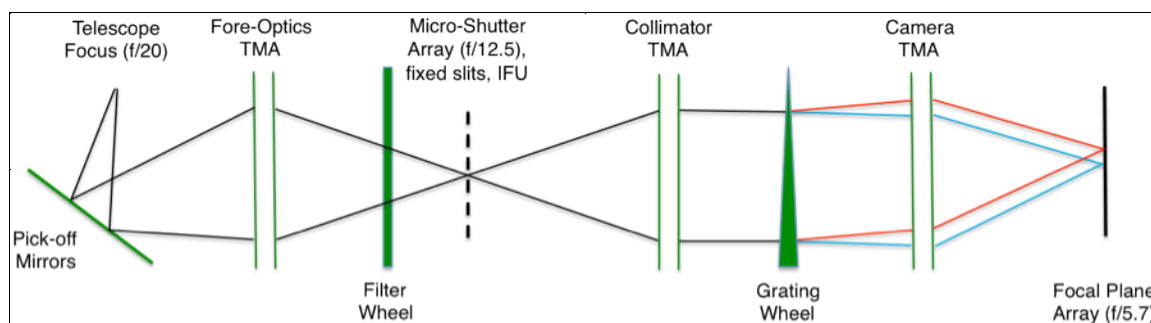 Telescope
Focus (f/20)
Fore-Optics
TMA
Micro-Shutter
Array (f/12.5),
fixed slits, IFU
Collimator
TMA
Camera
TMA
Pick-off
Mirrors
Filter
Wheel
Grating
Wheel
Focal Plane
Array (f/5.7)